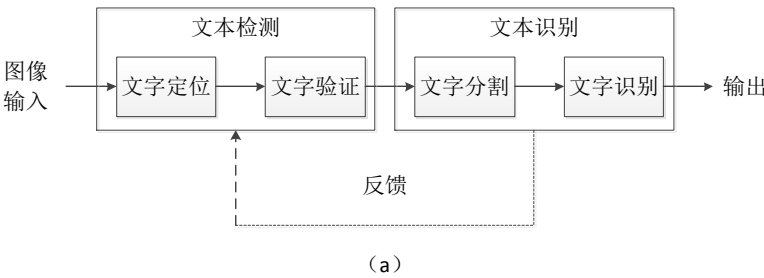 文本检测
文本识别
图像
输入
文字定位
文字验证
文字分割
文字识别
输出
反馈
（a）